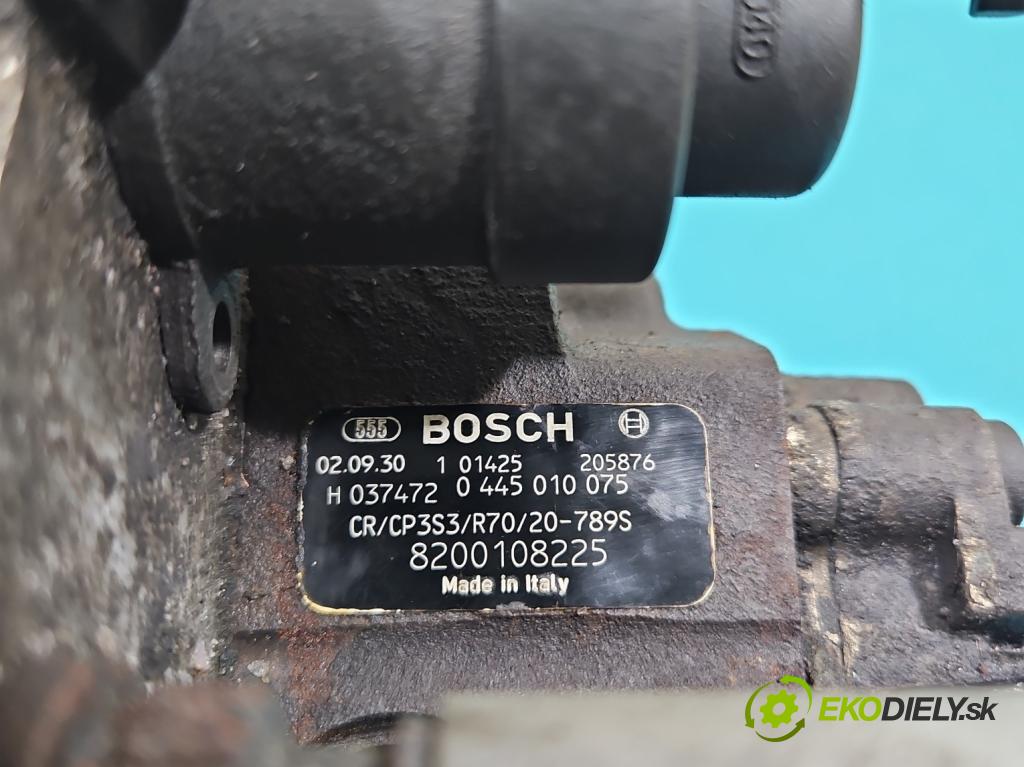 555 BOSCH
02.09.30 1 01425 205876
H 037472 0 445 010 075
CR/CP3S3/R70/20-789S
8200108225
Made in Italy
EKODIELY.sk